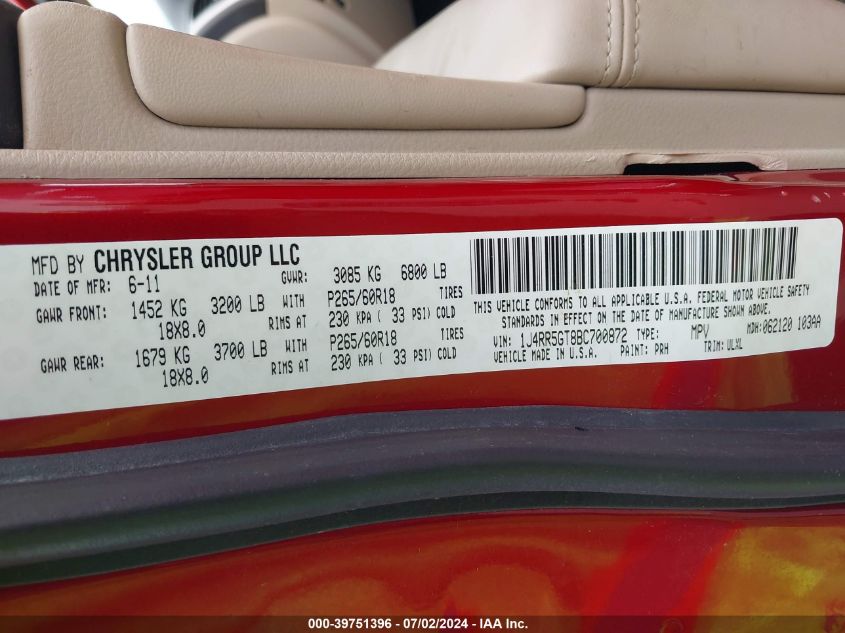 MFD BY CHRYSLER GROUP LLC
DATE OF MFR: 6-11 GVWR: 3085 KG 6800 LB
GAWR FRONT: 1452 KG 3200 LB WITH P265/60R18 TIRES
18X8.0 RIMS AT 230 KPA ( 33 PSI) COLD
GAWR REAR: 1679 KG 3700 LB WITH P265/60R18 TIRES
18X8.0 RIMS AT 230 KPA ( 33 PSI) COLD
THIS VEHICLE CONFORMS TO ALL APPLICABLE U.S.A. FEDERAL MOTOR VEHICLE SAFETY
STANDARDS IN EFFECT ON THE DATE OF MANUFACTURE SHOWN ABOVE.
VIN: 1J4RR5GT8BC700872 TYPE: MPV MDH: 062120 103AA
VEHICLE MADE IN U.S.A. PAINT: PRH TRIM: ULXL
000-39751396 - 07/02/2024 - IAA Inc.